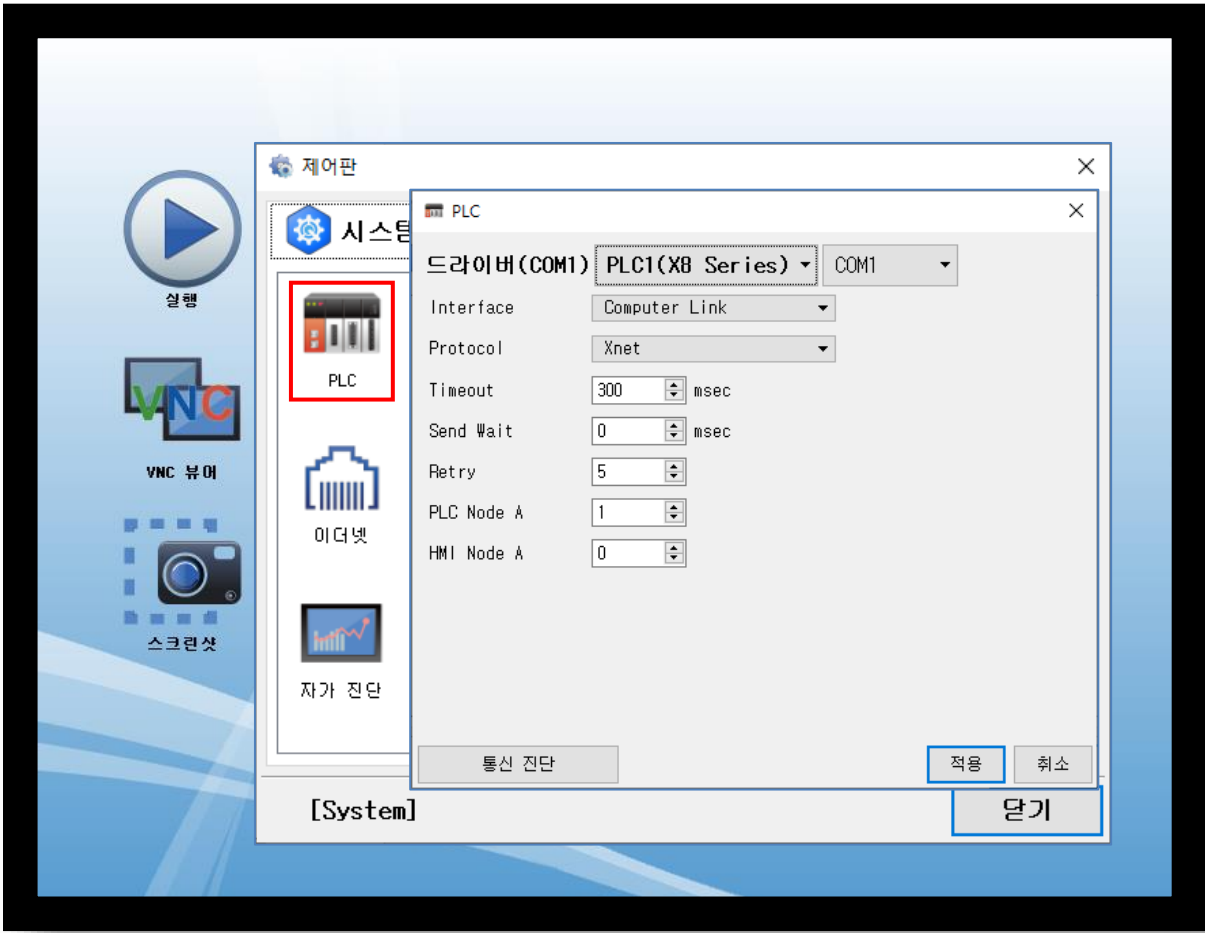 제어판
시스템
PLC
드라이버(COM1) PLC1(X8 Series) COM1
Interface Computer Link
Protocol Xnet
Timeout 300 msec
Send Wait 0 msec
Retry 5
PLC Node A 1
HMI Node A 0
통신 진단 적용 취소
PLC
이더넷
자가 진단
[System] 닫기
실행
VNC
VNC 뷰어
스크린샷